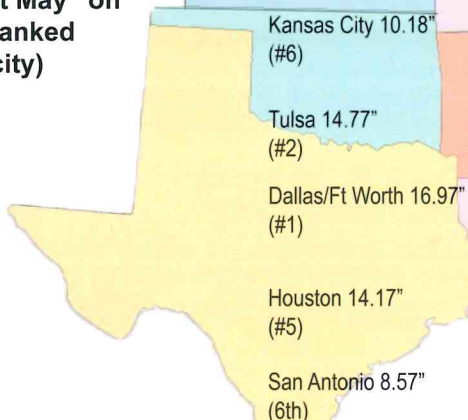 t May" on
anked
city)
Kansas City 10.18"
(#6)
Tulsa 14.77"
(#2)
Dallas/Ft Worth 16.97"
(#1)
Houston 14.17"
(#5)
San Antonio 8.57"
(6th)